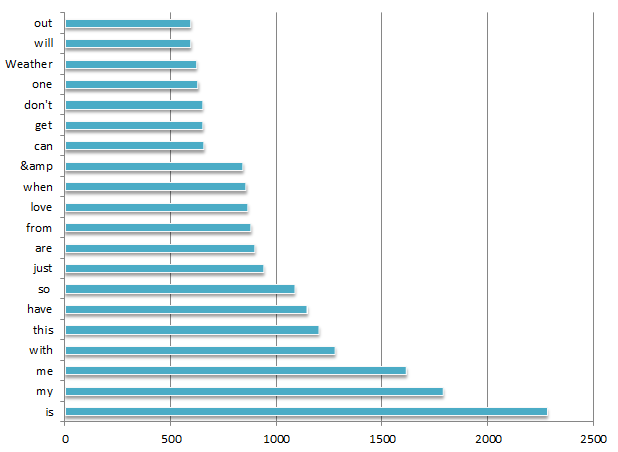 out
will
Weather
one
don't
get
can
&amp
when
love
from
are
just
so
have
this
with
me
my
is
0 500 1000 1500 2000 2500